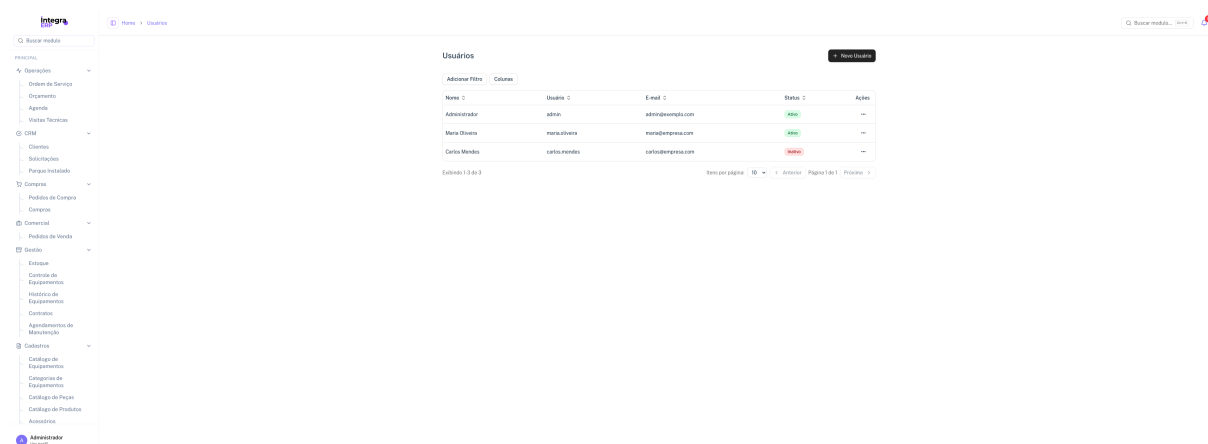 integra
ERP
Home > Usuários
Buscar modulo... Ctrl K
Buscar modulo
PRINCIPAL
Operações
Ordem de Serviço
Orçamento
Agenda
Visitas Técnicas
CRM
Clientes
Solicitações
Parque Instalado
Compras
Pedidos de Compra
Compras
Comercial
Pedidos de Venda
Gestão
Estoque
Controle de
Equipamentos
Histórico de
Equipamentos
Contratos
Agendamentos de
Manutenção
Cadastros
Catálogo de
Equipamentos
Categorias de
Equipamentos
Catálogo de Peças
Catálogo de Produtos
Acessórios
A Administrador
Usuários
+ Novo Usuário
Adicionar Filtro Colunas
Nome Usuário E-mail Status Ações
Administrador admin admin@exemplo.com Ativo ...
Maria Oliveira maria.oliveira maria@empresa.com Ativo ...
Carlos Mendes carlos.mendes carlos@empresa.com Inativo ...
Exibindo 1-3 de 3 Itens por página 10 < Anterior Página 1 de 1 Próximo >